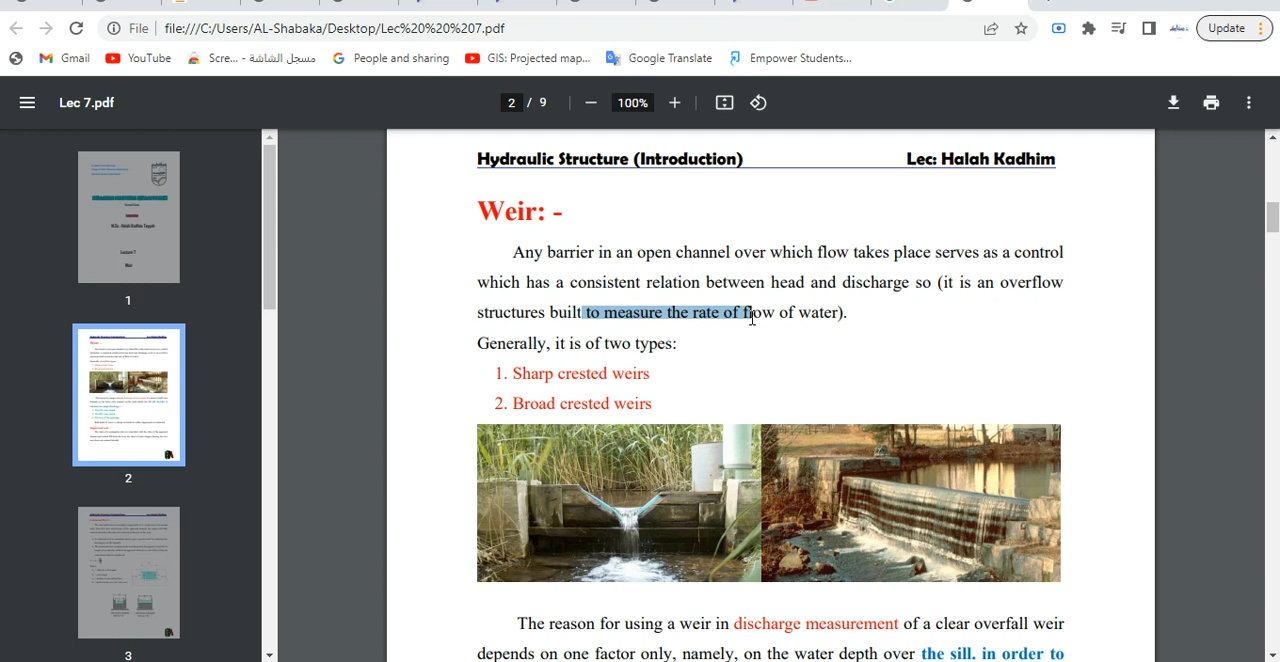 File | file:///C:/Users/AL-Shabaka/Desktop/Lec%20%20%207.pdf
Update
Gmail YouTube Scre... - مسجل الشاشة People and sharing GIS: Projected map... Google Translate Empower Students...
Lec 7.pdf 2 / 9 100%
Hydraulic Structure (Introduction) Lec: Halah Kadhim
Weir: -
Any barrier in an open channel over which flow takes place serves as a control
which has a consistent relation between head and discharge so (it is an overflow
structures built to measure the rate of flow of water).
Generally, it is of two types:
1. Sharp crested weirs
2. Broad crested weirs
The reason for using a weir in discharge measurement of a clear overfall weir
depends on one factor only, namely, on the water depth over the sill. in order to
1
2
3